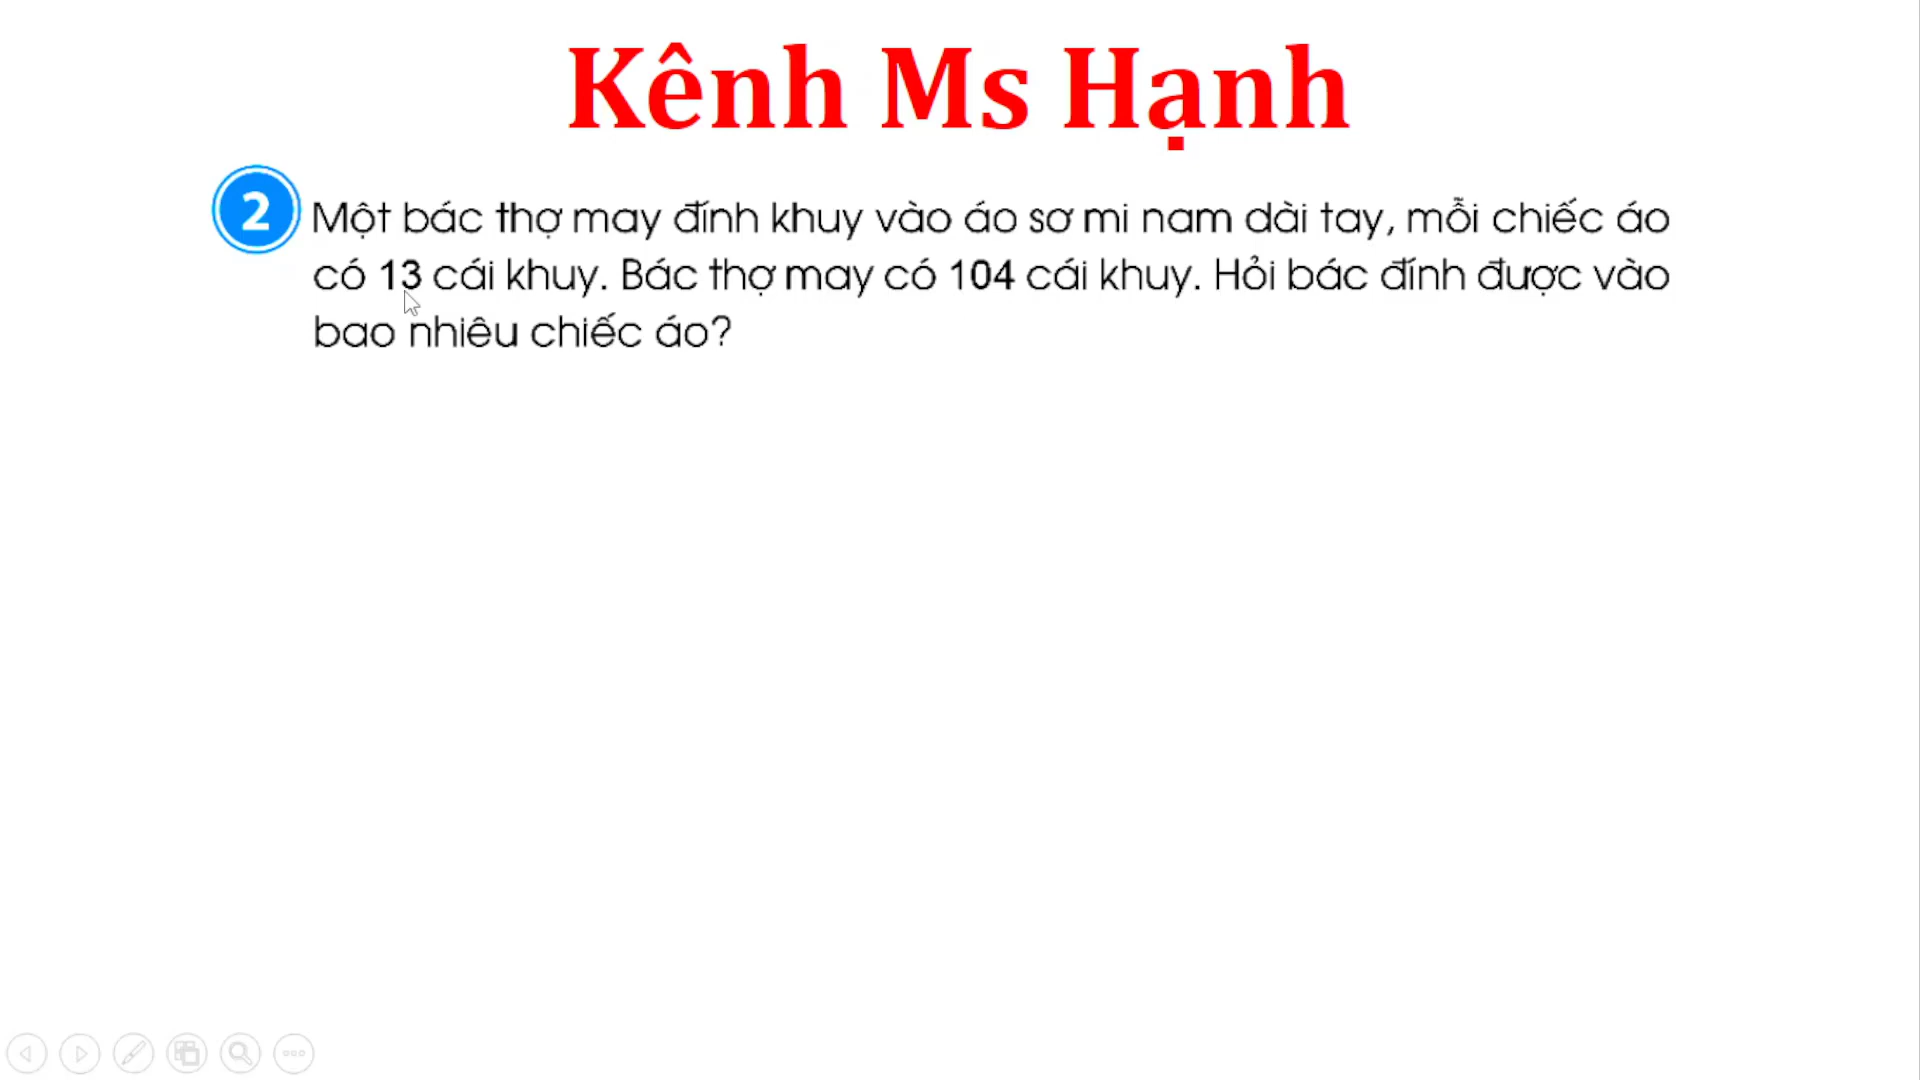 Kênh Ms Hạnh
2
Một bác thợ may đính khuy vào áo sơ mi nam dài tay, mỗi chiếc áo
có 13 cái khuy. Bác thợ may có 104 cái khuy. Hỏi bác đính được vào
bao nhiêu chiếc áo?